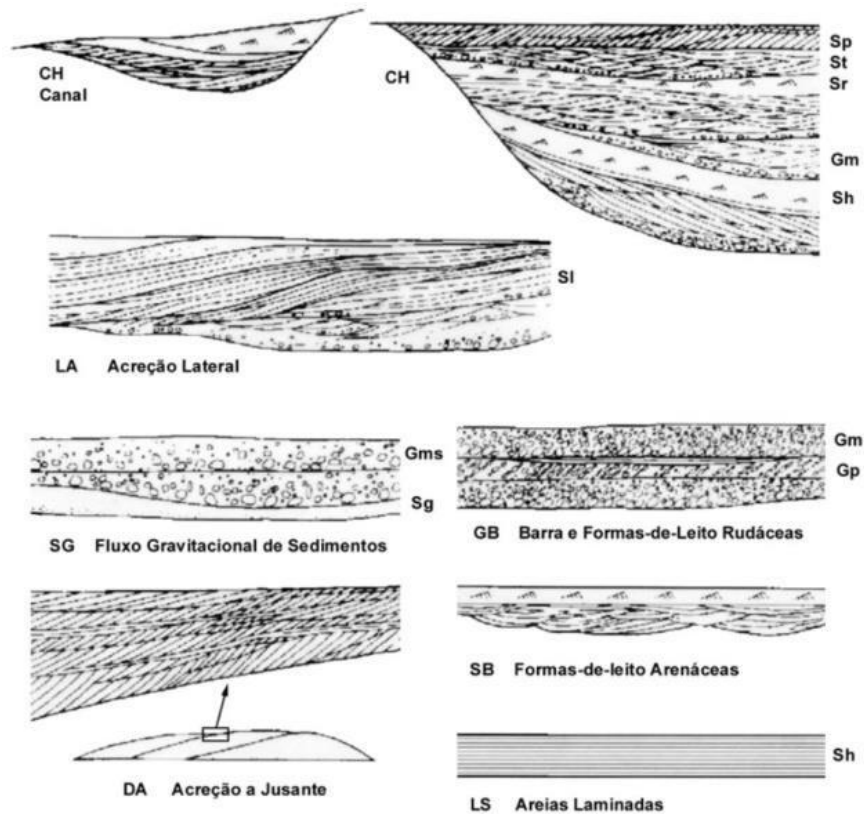 CH
Canal
CH
Sp
St
Sr
Gm
Sh
Sl
LA Acreção Lateral
Gms
Sg
SG Fluxo Gravitacional de Sedimentos
Gm
Gp
GB Barra e Formas-de-Leito Rudáceas
DA Acreção a Jusante
SB Formas-de-leito Arenáceas
Sh
LS Areias Laminadas